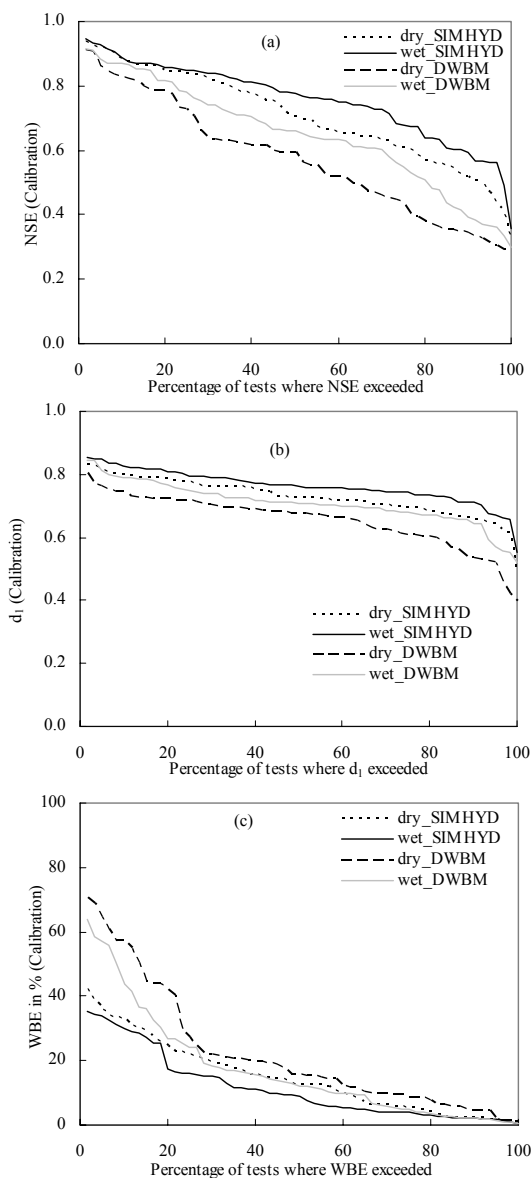 (a)
dry_SIMHYD
wet_SIMHYD
dry_DWBM
wet_DWBM
1.0
0.8
0.6
0.4
0.2
0.0
NSE (Calibration)
0 20 40 60 80 100
Percentage of tests where NSE exceeded
(b)
1.0
0.8
0.6
0.4
0.2
0.0
d1 (Calibration)
dry_SIMHYD
wet_SIMHYD
dry_DWBM
wet_DWBM
0 20 40 60 80 100
Percentage of tests where d1 exceeded
(c)
dry_SIMHYD
wet_SIMHYD
dry_DWBM
wet_DWBM
100
80
60
40
20
0
WBE in % (Calibration)
0 20 40 60 80 100
Percentage of tests where WBE exceeded